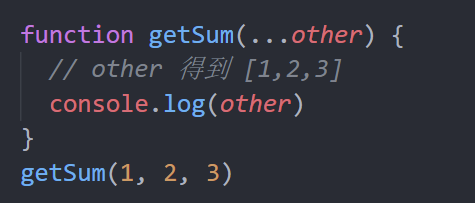 function getSum(...other) {
  // other 得到 [1,2,3]
  console.log(other)
}
getSum(1, 2, 3)